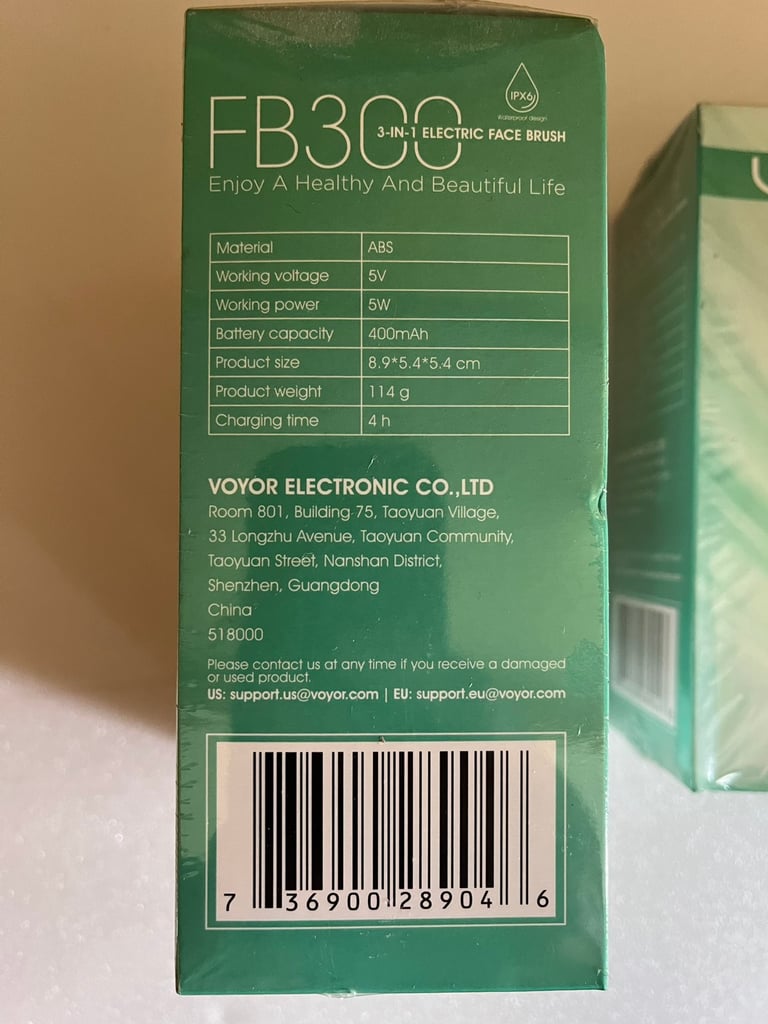 IPX6
Waterproof design
FB300
3-IN-1 ELECTRIC FACE BRUSH
Enjoy A Healthy And Beautiful Life
Material ABS
Working voltage 5V
Working power 5W
Battery capacity 400mAh
Product size 8.9*5.4*5.4 cm
Product weight 114 g
Charging time 4 h
VOYOR ELECTRONIC CO.,LTD
Room 801, Building 75, Taoyuan Village,
33 Longzhu Avenue, Taoyuan Community,
Taoyuan Street, Nanshan District,
Shenzhen, Guangdong
China
518000
Please contact us at any time if you receive a damaged
or used product.
US: support.us@voyor.com | EU: support.eu@voyor.com
7 36900 28904 6